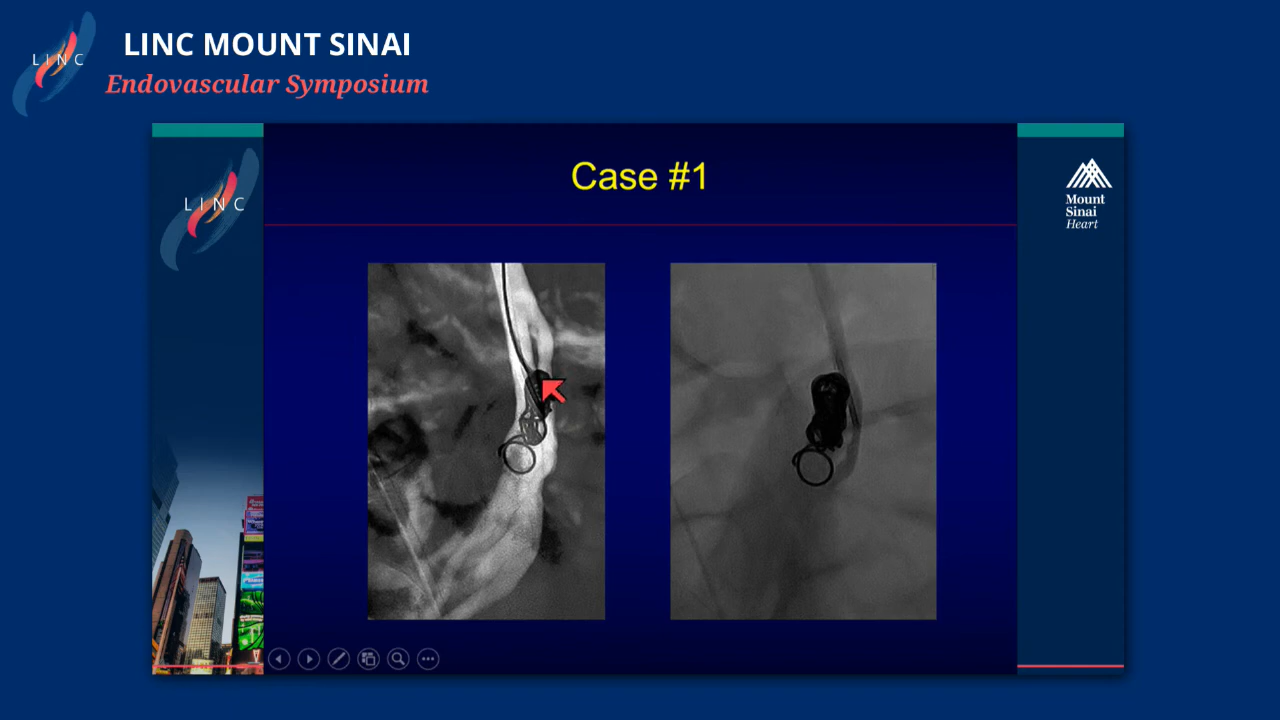 LINC
LINC MOUNT SINAI
Endovascular Symposium
LINC
Case #1
Mount
Sinai
Heart